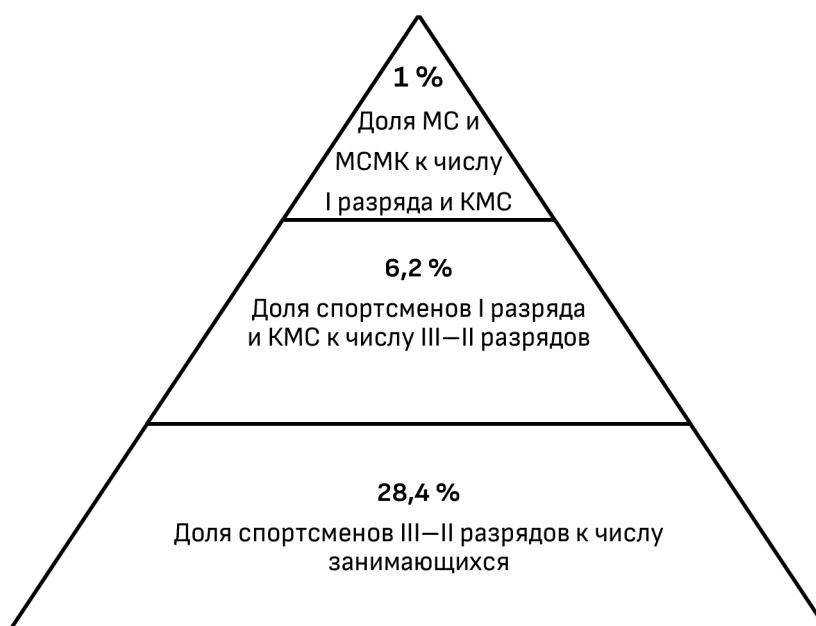 1 %
Доля МС и
МСМК к числу
I разряда и КМС
6,2 %
Доля спортсменов I разряда
и КМС к числу III—II разрядов
28,4 %
Доля спортсменов III—II разрядов к числу
занимающихся